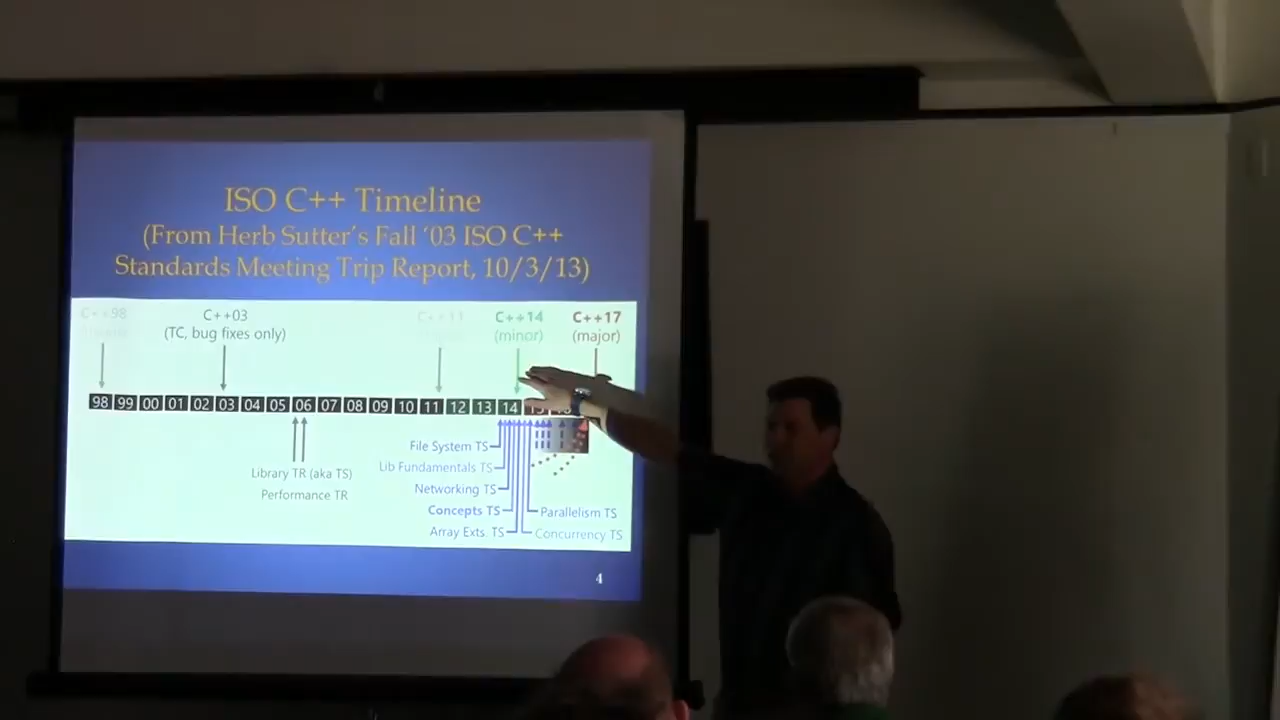 ISO C++ Timeline
(From Herb Sutter's Fall '03 ISO C++
Standards Meeting Trip Report, 10/3/13)
C++98
C++03
(TC, bug fixes only)
C++11
C++14
(minor)
C++17
(major)
98 99 00 01 02 03 04 05 06 07 08 09 10 11 12 13 14
Library TR (aka TS)
Performance TR
File System TS
Lib Fundamentals TS
Networking TS
Concepts TS
Array Exts. TS
Parallelism TS
Concurrency TS
4